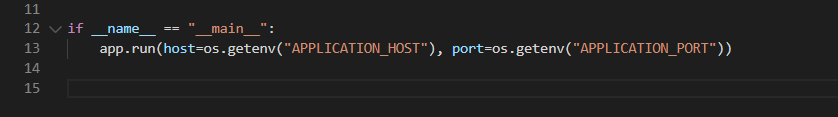 11
12 if __name__ == "__main__":
13 app.run(host=os.getenv("APPLICATION_HOST"), port=os.getenv("APPLICATION_PORT"))
14
15